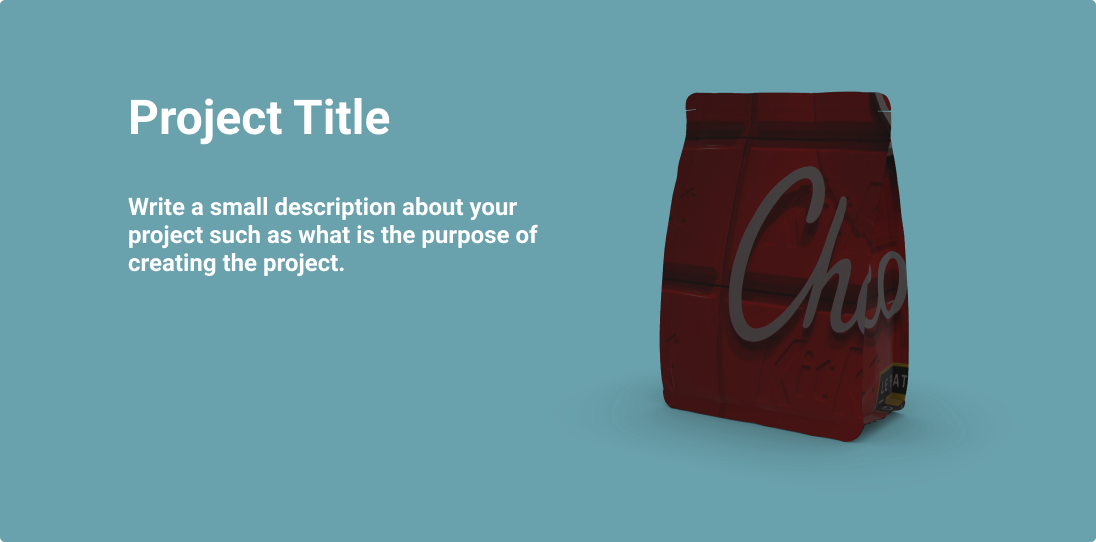 Project Title
Write a small description about your
project such as what is the purpose of
creating the project.
Cho